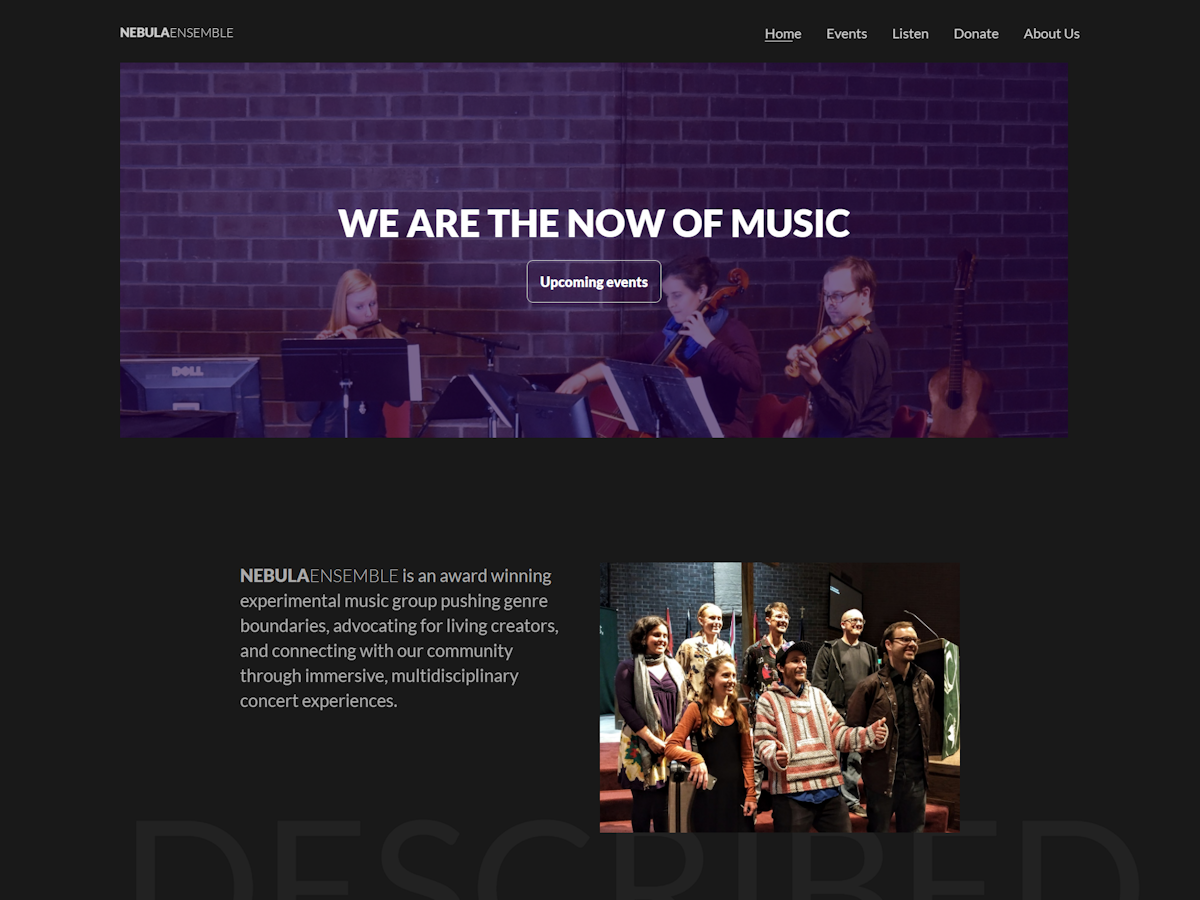 NEBULAENSEMBLE
Home Events Listen Donate About Us
WE ARE THE NOW OF MUSIC
Upcoming events
DELL
NEBULAENSEMBLE is an award winning
experimental music group pushing genre
boundaries, advocating for living creators,
and connecting with our community
through immersive, multidisciplinary
concert experiences.
DESCRIBED